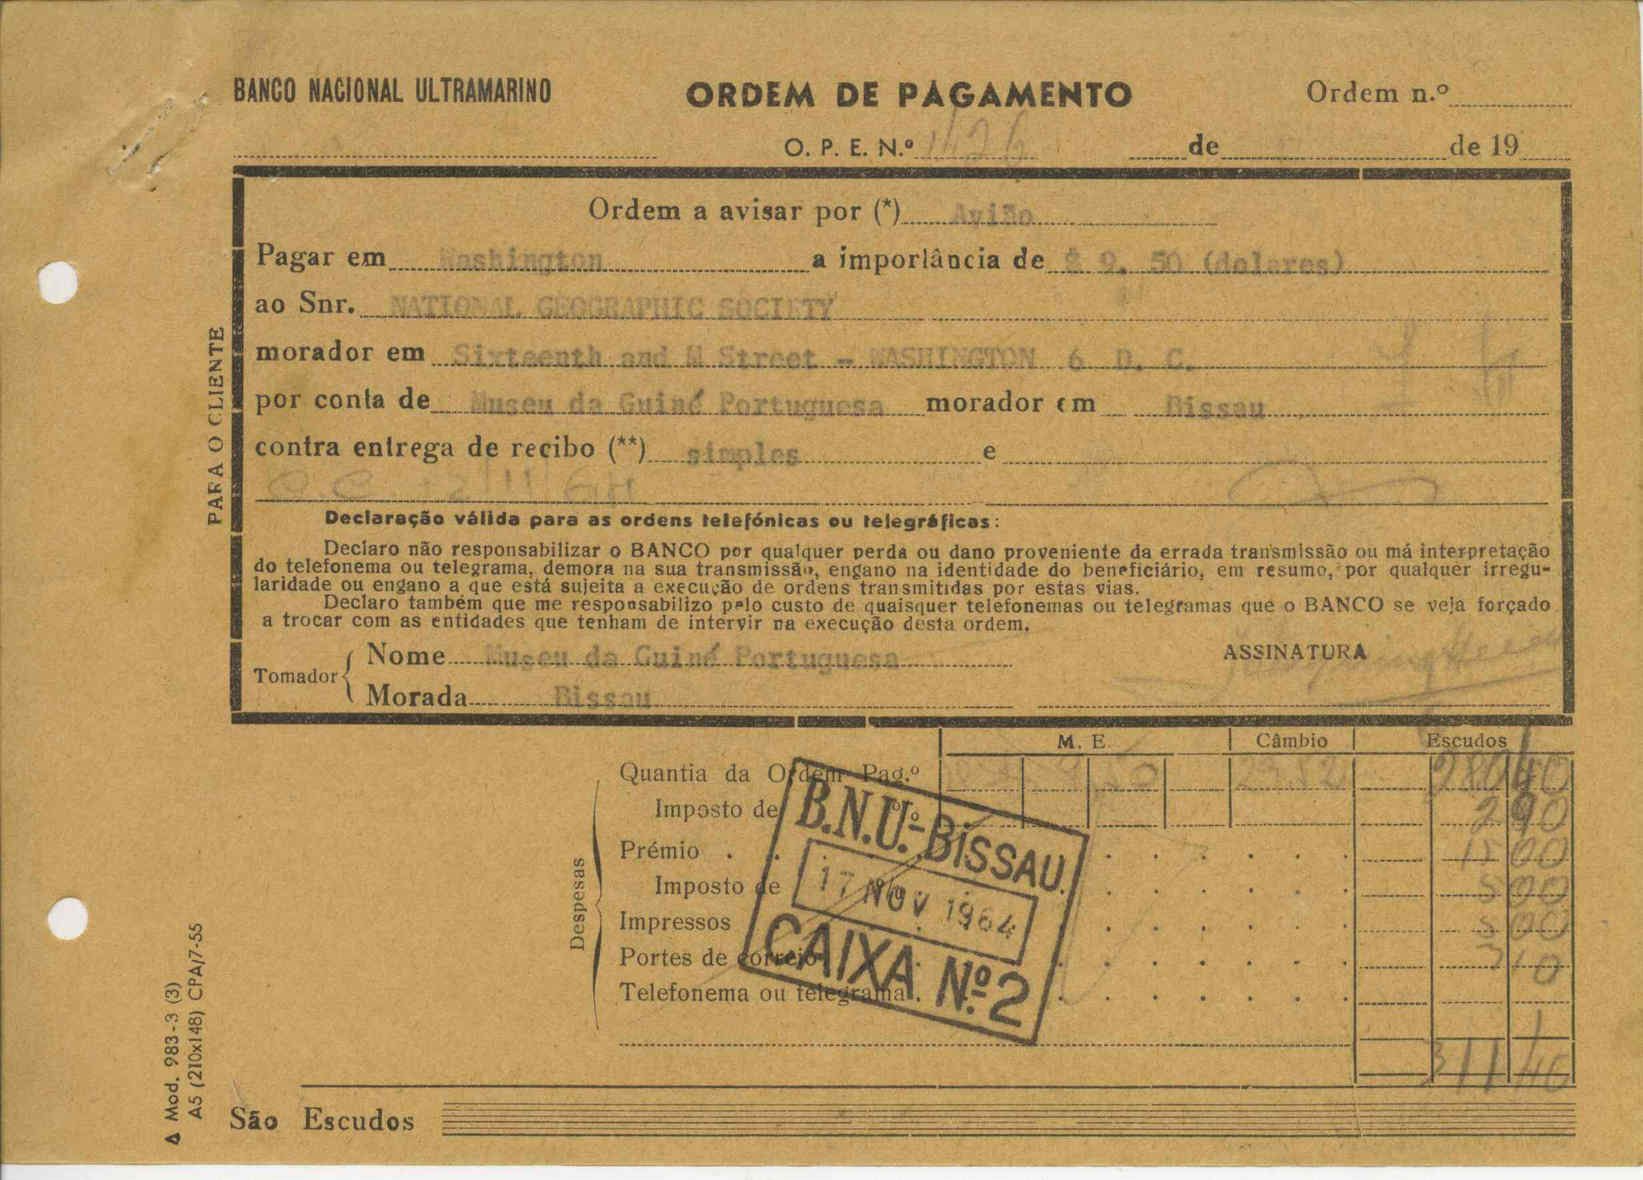 BANCO NACIONAL ULTRAMARINO ORDEM DE PAGAMENTO Ordem n.º
O. P. E. N.º 1426 de de 19
Ordem a avisar por (*) Avião
Pagar em Washington a importância de $ 9. 50 (dolares)
ao Snr. NATIONAL GEOGRAPHIC SOCIETY
morador em Sixteenth and M Street - WASHINGTON 6 D. C.
por conta de Museu da Guiné Portuguesa morador em Bissau
contra entrega de recibo (**) simples e
PARA O CLIENTE
Declaração válida para as ordens telefónicas ou telegráficas:
Declaro não responsabilizar o BANCO por qualquer perda ou dano proveniente da errada transmissão ou má interpretação
do telefonema ou telegrama, demora na sua transmissão, engano na identidade do beneficiário, em resumo, por qualquer irregu-
laridade ou engano a que está sujeita a execução de ordens transmitidas por estas vias.
Declaro também que me responsabilizo pelo custo de quaisquer telefonemas ou telegramas que o BANCO se veja forçado
a trocar com as entidades que tenham de intervir na execução desta ordem.
Tomador Nome Museu da Guiné Portuguesa ASSINATURA
Morada Bissau
M. E. Câmbio Escudos
Quantia da Ordem Pag.º 9,50
Imposto de
Prémio
Imposto de
Impressos
Portes de correio
Telefonema ou telegrama
Despesas
311 40
B.N.U.-BISSAU
17 NOV 1964
CAIXA Nº 2
São Escudos
Δ Mod. 983-3 (3)
A5 (210x148) CPA/7-55